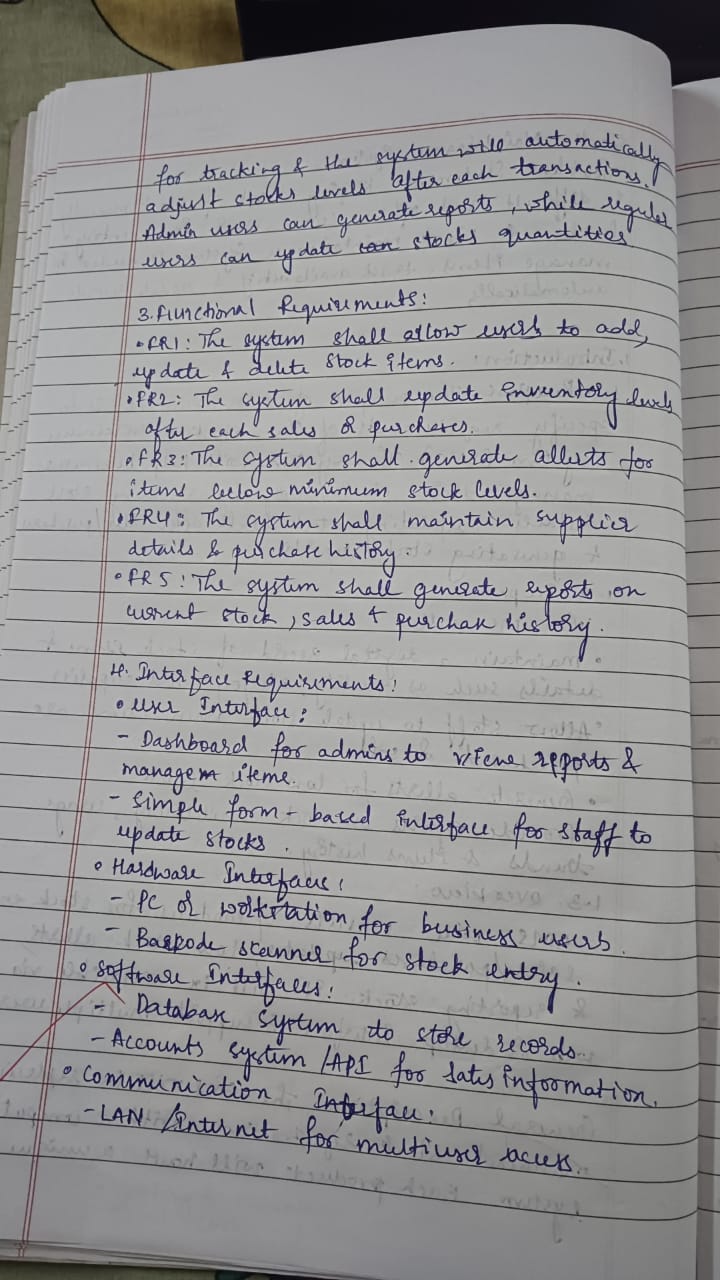 for tracking & the system will automatically
adjust stocks levels after each transactions.
Admin users can generate reports, while regular
users can update can stocks quantities
3. Functional Requirements:
• FR1: The system shall allow users to add,
update & delete stock items.
• FR2: The system shall update inventory levels
after each sales & purchases.
• FR3: The system shall generate allerts for
items below minimum stock levels.
• FR4: The system shall maintain supplier
details & purchase history.
• FR5: The system shall generate reports on
current stock, sales & purchase history.
4. Interface Requirements:
• User Interface:
- Dashboard for admins to view reports &
manage items.
- Simple form-based interface for staff to
update stocks.
• Hardware Interfaces:
- PC or workstation for business users.
- Barkode scanner for stock entry.
• Software Interfaces:
- Database system to store records.
- Accounts system /API for information.
• Communication Interface:
- LAN /Internet for multiuser access.